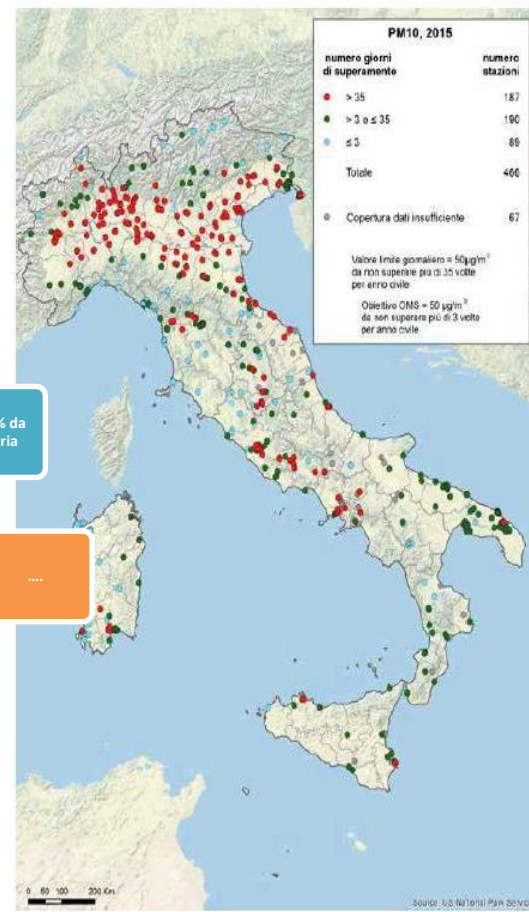 PM10, 2015
numero giorni
di superamento
numero
stazioni
> 35 187
> 3 o ≤ 35 190
≤ 3 89
Totale 466
Copertura dati insufficiente 67
Valore limite giornaliero = 50µg/m³
da non superare più di 35 volte
per anno civile
Obiettivo OMS = 50 µg/m³
da non superare più di 3 volte
per anno civile
% da
ria
....
0 50 100 200 Km
Source: US National Park Service